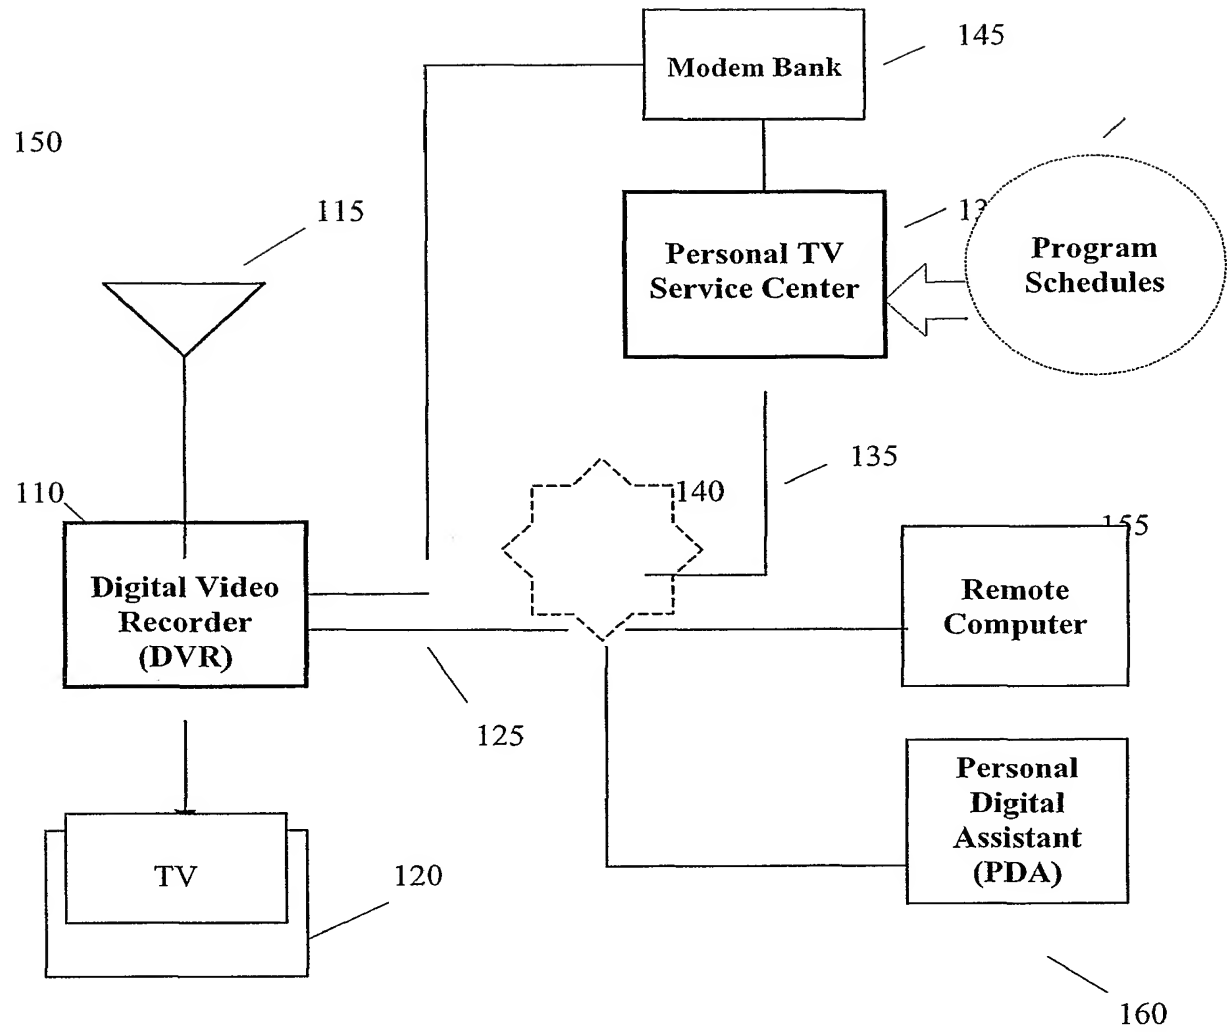 145
Modem Bank
150
115
Personal TV
Service Center
Program
Schedules
135
110
140
155
Digital Video
Recorder
(DVR)
Remote
Computer
125
Personal
Digital
Assistant
(PDA)
TV
120
160